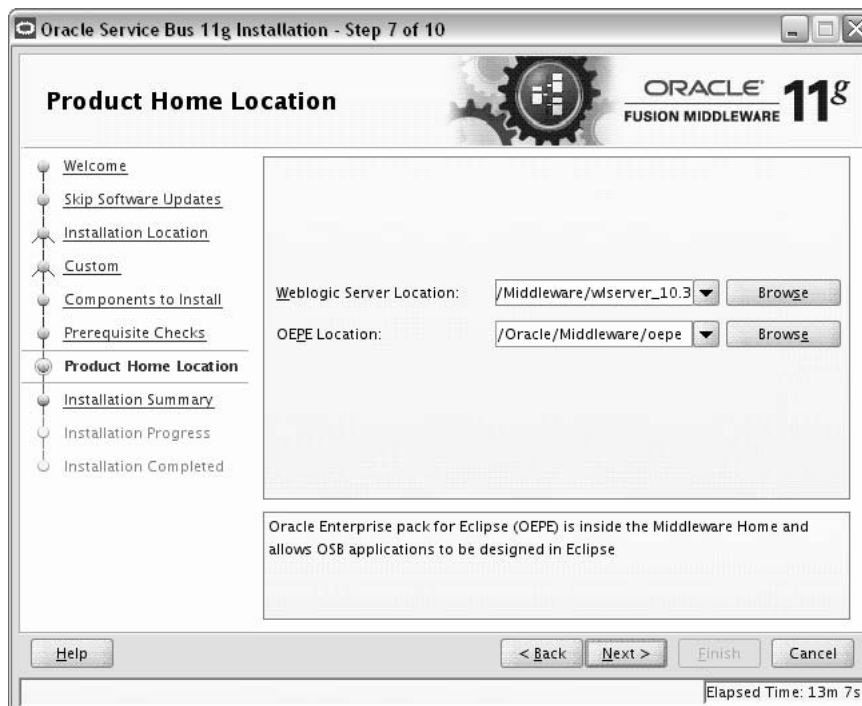 Oracle Service Bus 11g Installation - Step 7 of 10
Product Home Location
ORACLE
FUSION MIDDLEWARE 11g
Welcome
Skip Software Updates
Installation Location
Custom
Components to Install
Prerequisite Checks
Product Home Location
Installation Summary
Installation Progress
Installation Completed
Weblogic Server Location: /Middleware/wlserver_10.3 Browse
OEPE Location: /Oracle/Middleware/oepe Browse
Oracle Enterprise pack for Eclipse (OEPE) is inside the Middleware Home and
allows OSB applications to be designed in Eclipse
Help < Back Next > Finish Cancel
Elapsed Time: 13m 7s